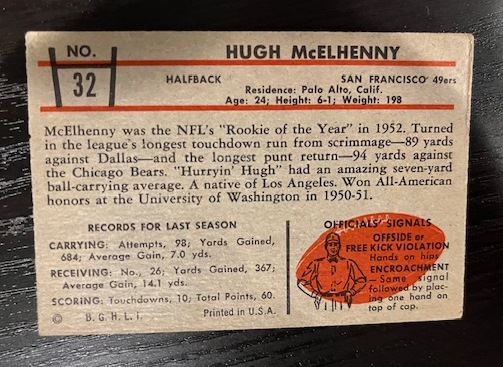 NO.
32
HUGH McELHENNY
HALFBACK
SAN FRANCISCO 49ers
Residence: Palo Alto, Calif.
Age: 24; Height: 6-1; Weight: 198
McElhenny was the NFL's "Rookie of the Year" in 1952. Turned
in the league's longest touchdown run from scrimmage—89 yards
against Dallas—and the longest punt return—94 yards against
the Chicago Bears. "Hurryin' Hugh" had an amazing seven-yard
ball-carrying average. A native of Los Angeles. Won All-American
honors at the University of Washington in 1950-51.
RECORDS FOR LAST SEASON
CARRYING: Attempts, 98; Yards Gained,
684; Average Gain, 7.0 yds.
RECEIVING: No., 26; Yards Gained, 367;
Average Gain, 14.1 yds.
SCORING: Touchdowns, 10; Total Points, 60.
© B. G. H. L. I. Printed in U.S.A.
OFFICIALS' SIGNALS
OFFSIDE or
FREE KICK VIOLATION
Hands on hips
ENCROACHMENT
— Same signal
followed by plac-
ing one hand on
top of cap.